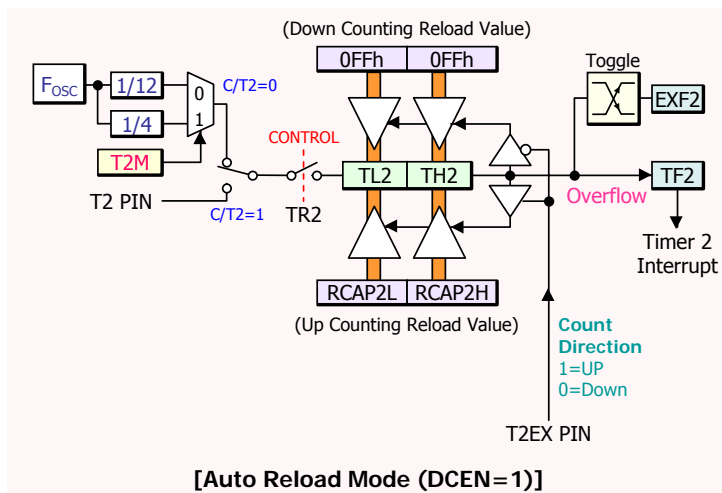 (Down Counting Reload Value)
0FFh 0FFh
Toggle
FOSC
1/12
0
C/T2=0
1/4
1
EXF2
CONTROL
T2M
TL2 TH2
TF2
T2 PIN
C/T2=1
TR2
Overflow
Timer 2
Interrupt
RCAP2L RCAP2H
(Up Counting Reload Value)
Count
Direction
1=UP
0=Down
T2EX PIN
[Auto Reload Mode (DCEN=1)]